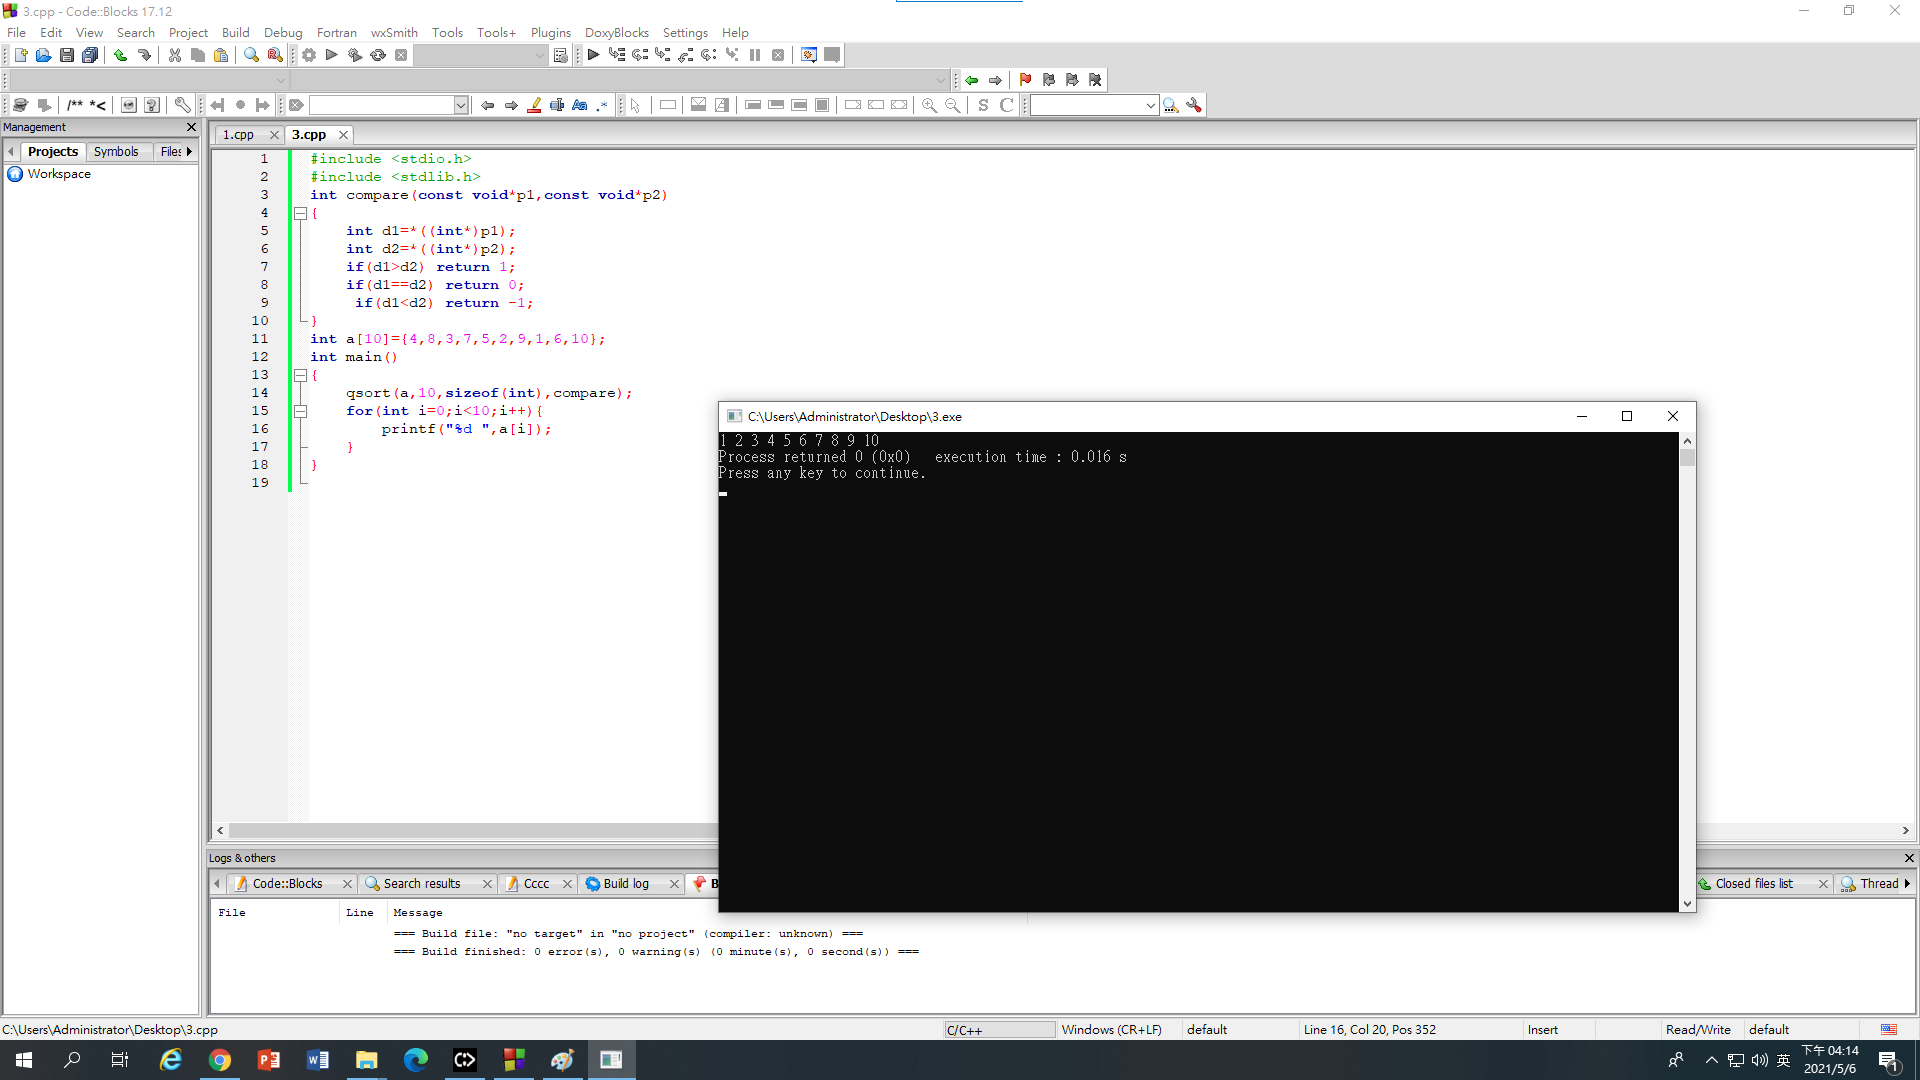 3.cpp - Code::Blocks 17.12
File Edit View Search Project Build Debug Fortran wxSmith Tools Tools+ Plugins DoxyBlocks Settings Help
/** *<
Aa .*
S C
Management
Projects Symbols Files
Workspace
1.cpp 3.cpp
1 #include <stdio.h>
2 #include <stdlib.h>
3 int compare(const void*p1,const void*p2)
4 {
5 int d1=*((int*)p1);
6 int d2=*((int*)p2);
7 if(d1>d2) return 1;
8 if(d1==d2) return 0;
9 if(d1<d2) return -1;
10 }
11 int a[10]={4,8,3,7,5,2,9,1,6,10};
12 int main()
13 {
14 qsort(a,10,sizeof(int),compare);
15 for(int i=0;i<10;i++){
16 printf("%d ",a[i]);
17 }
18 }
19
C:\Users\Administrator\Desktop\3.exe
1 2 3 4 5 6 7 8 9 10
Process returned 0 (0x0) execution time : 0.016 s
Press any key to continue.
Logs & others
Code::Blocks Search results Cccc Build log B Closed files list Thread
File Line Message
=== Build file: "no target" in "no project" (compiler: unknown) ===
=== Build finished: 0 error(s), 0 warning(s) (0 minute(s), 0 second(s)) ===
C:\Users\Administrator\Desktop\3.cpp C/C++ Windows (CR+LF) default Line 16, Col 20, Pos 352 Insert Read/Write default
英 下午 04:14
2021/5/6
1